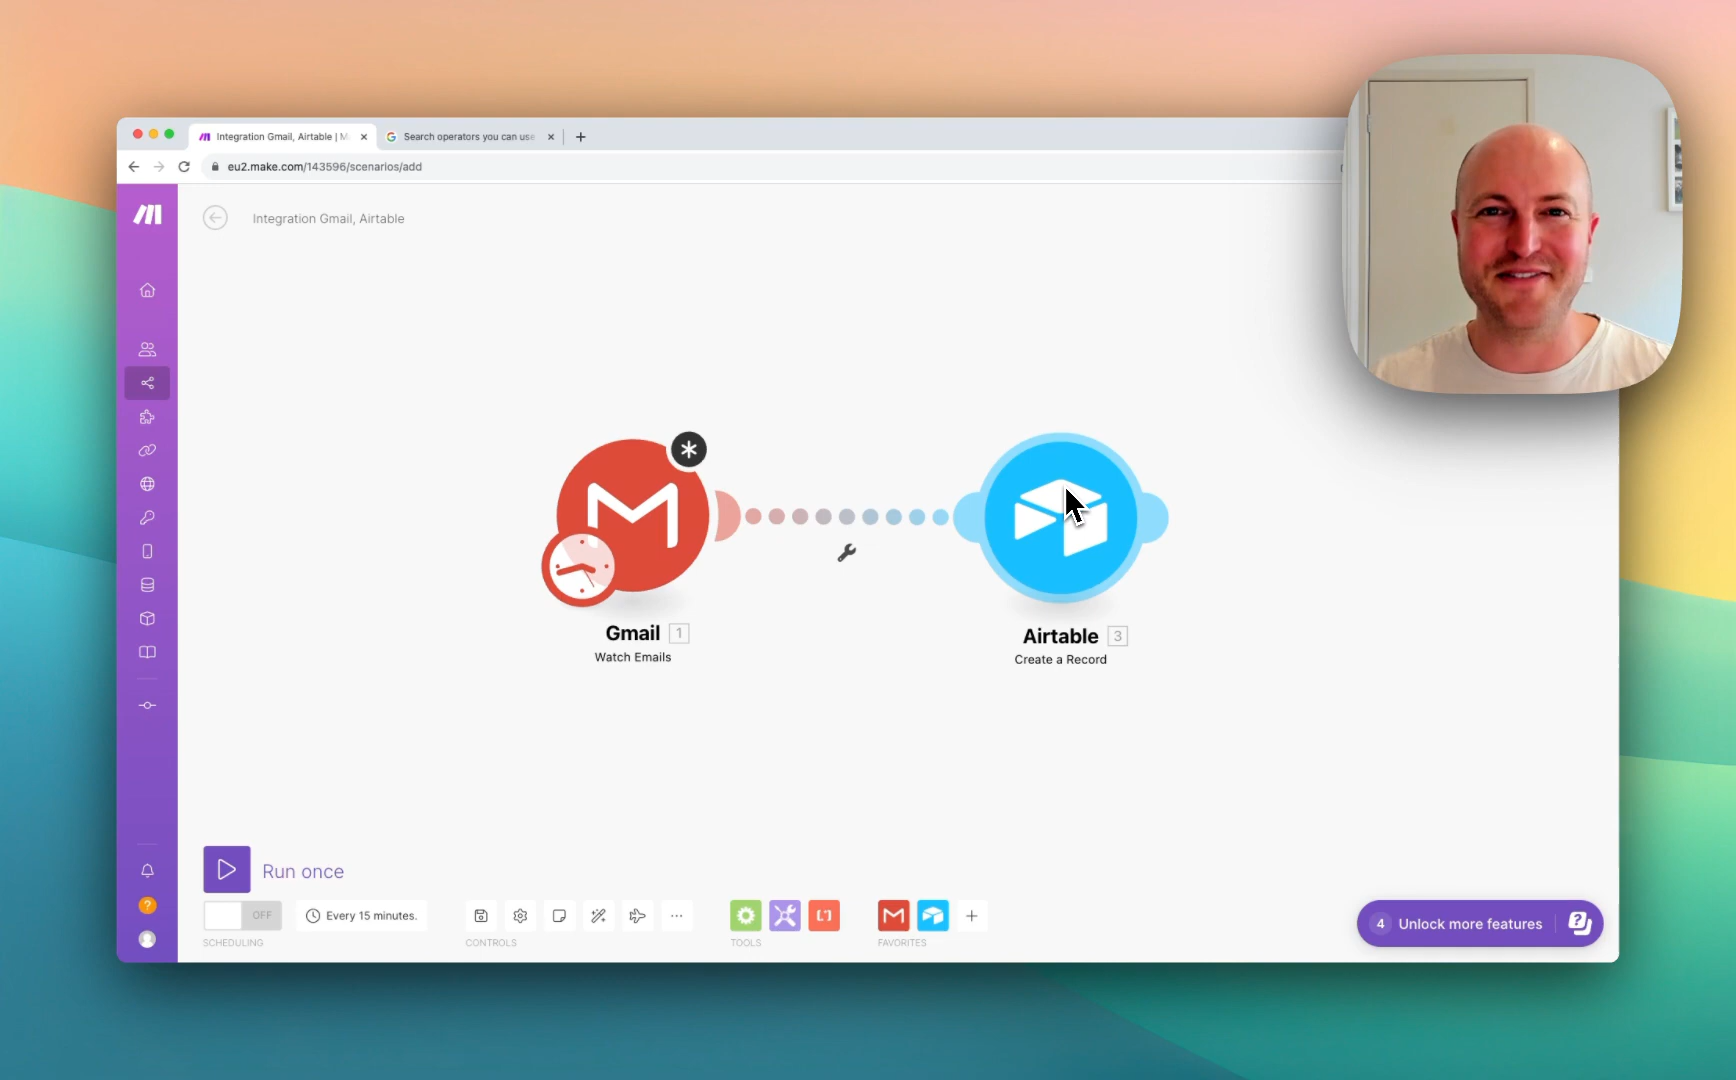 Integration Gmail, Airtable | M
Search operators you can use
eu2.make.com/143596/scenarios/add
Integration Gmail, Airtable
Gmail 1
Watch Emails
Airtable 3
Create a Record
Run once
OFF
Every 15 minutes.
SCHEDULING
CONTROLS
TOOLS
FAVORITES
4 Unlock more features